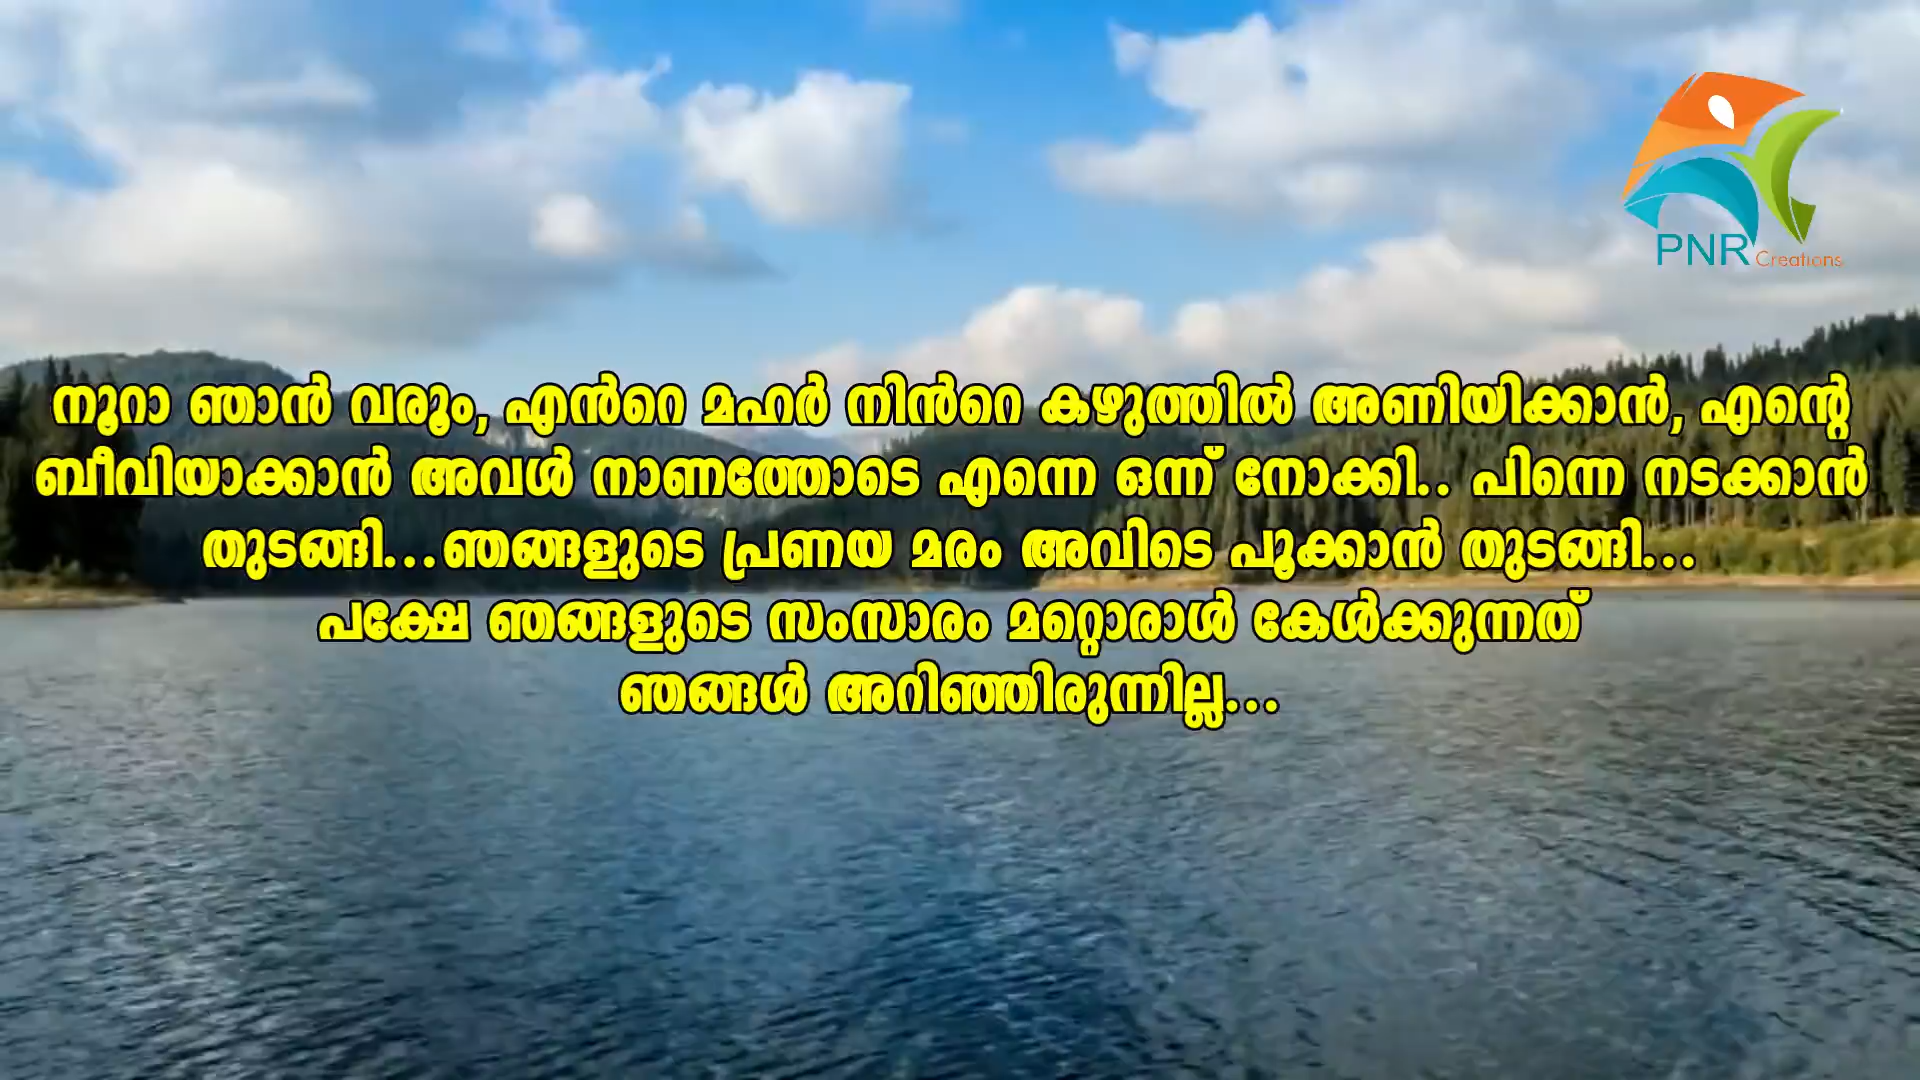 PNR Creations
നൂറാ ഞാൻ വരൂം, എൻറെ മഹർ നിൻറെ കഴുത്തിൽ അണിയിക്കാൻ, എന്റെ
ബീവിയാക്കാൻ അവൾ നാണത്തോടെ എന്നെ ഒന്ന് നോക്കി.. പിന്നെ നടക്കാൻ
തുടങ്ങി...ഞങ്ങളുടെ പ്രണയ മരം അവിടെ പൂക്കാൻ തുടങ്ങി...
പക്ഷേ ഞങ്ങളുടെ സംസാരം മറ്റൊരാൾ കേൾക്കുന്നത്
ഞങ്ങൾ അറിഞ്ഞിരുന്നില്ല...